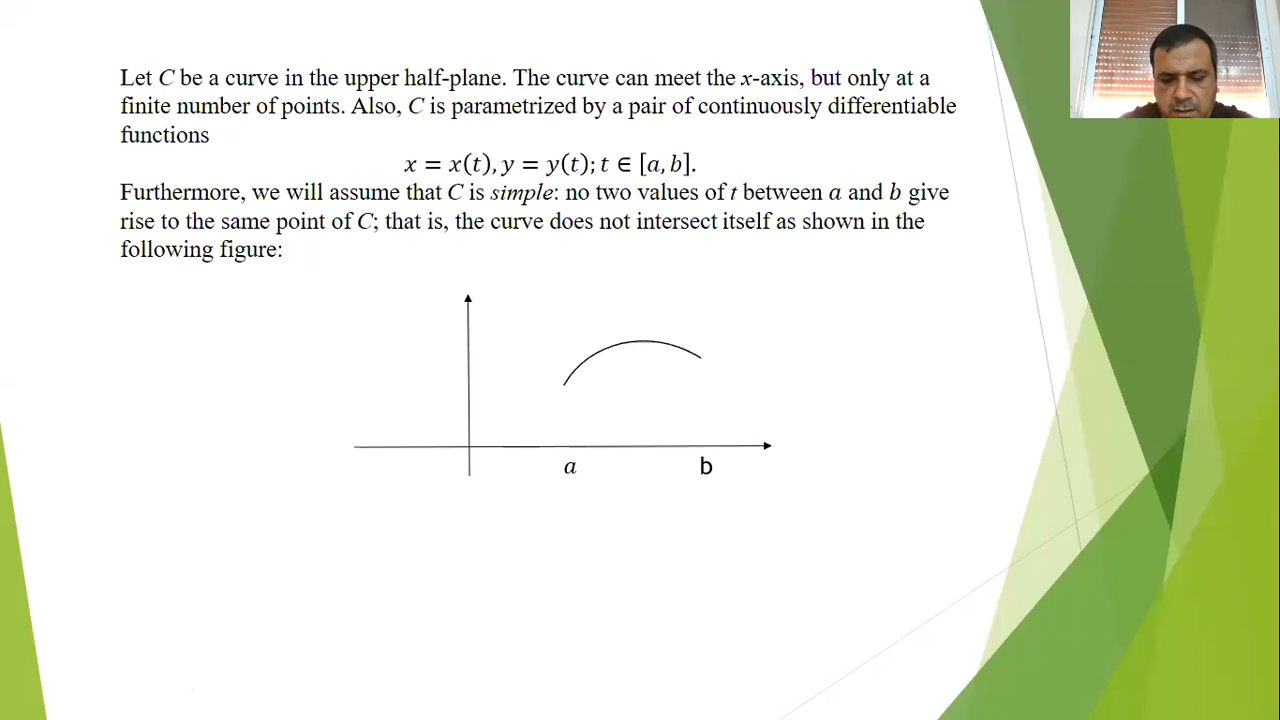 Let C be a curve in the upper half-plane. The curve can meet the x-axis, but only at a
finite number of points. Also, C is parametrized by a pair of continuously differentiable
functions
x = x(t), y = y(t); t ∈ [a, b].
Furthermore, we will assume that C is simple: no two values of t between a and b give
rise to the same point of C; that is, the curve does not intersect itself as shown in the
following figure:
a b